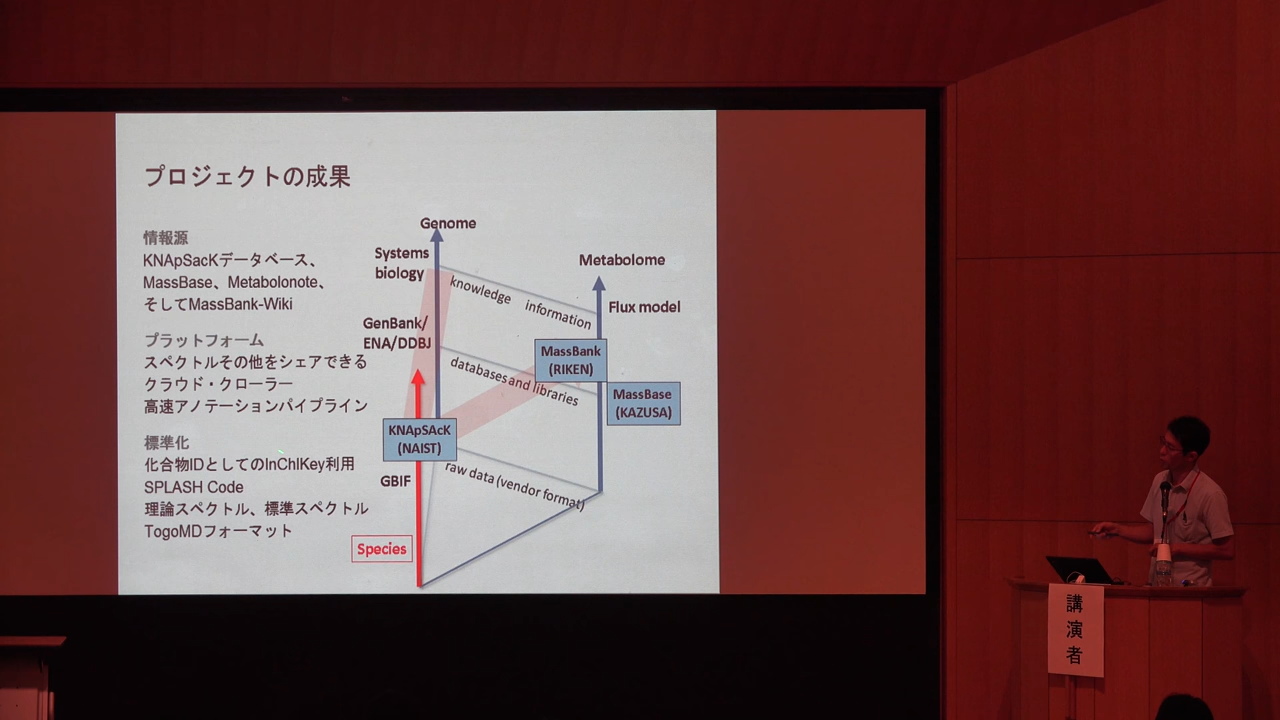 プロジェクトの成果
情報源
KNApSacKデータベース、
MassBase、Metabolonote、
そしてMassBank-Wiki
プラットフォーム
スペクトルその他をシェアできる
クラウド・クローラー
高速アノテーションパイプライン
標準化
化合物IDとしてのInChIKey利用
SPLASH Code
理論スペクトル、標準スペクトル
TogoMDフォーマット
Genome
Systems
biology
GenBank/
ENA/DDBJ
KNApSAcK
(NAIST)
GBIF
Species
knowledge information
databases and libraries
raw data (vendor format)
Metabolome
Flux model
MassBank
(RIKEN)
MassBase
(KAZUSA)
講
演
者